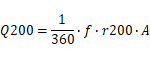 Q200 = 1/360 · f · r200 · A